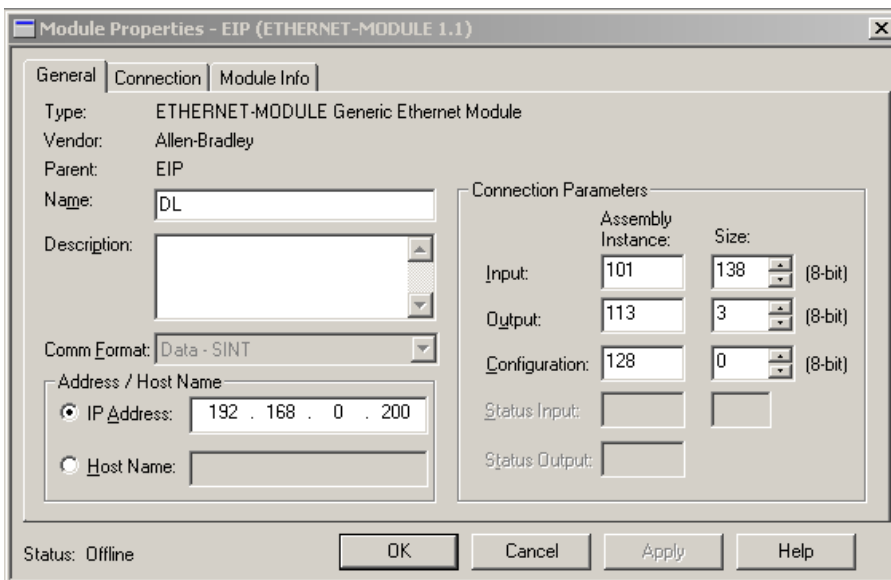 Module Properties - EIP (ETHERNET-MODULE 1.1)
General Connection Module Info
Type: ETHERNET-MODULE Generic Ethernet Module
Vendor: Allen-Bradley
Parent: EIP
Name: DL
Description:
Comm Format: Data - SINT
Address / Host Name
IP Address: 192 . 168 . 0 . 200
Host Name:
Connection Parameters
Assembly
Instance: Size:
Input: 101 138 (8-bit)
Output: 113 3 (8-bit)
Configuration: 128 0 (8-bit)
Status Input:
Status Output:
Status: Offline OK Cancel Apply Help